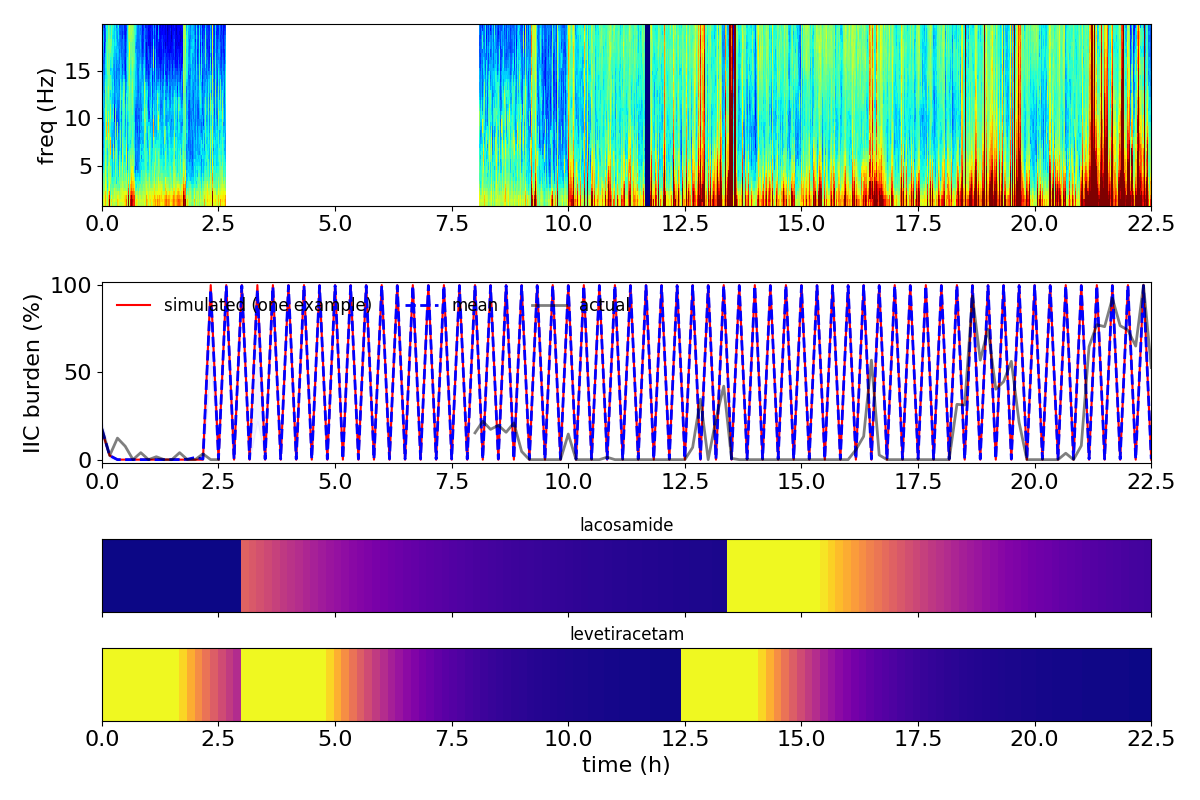 freq (Hz)
15
10
5
0.0 2.5 5.0 7.5 10.0 12.5 15.0 17.5 20.0 22.5
IIC burden (%)
100
50
0
simulated (one example) mean actual
0.0 2.5 5.0 7.5 10.0 12.5 15.0 17.5 20.0 22.5
lacosamide
levetiracetam
0.0 2.5 5.0 7.5 10.0 12.5 15.0 17.5 20.0 22.5
time (h)